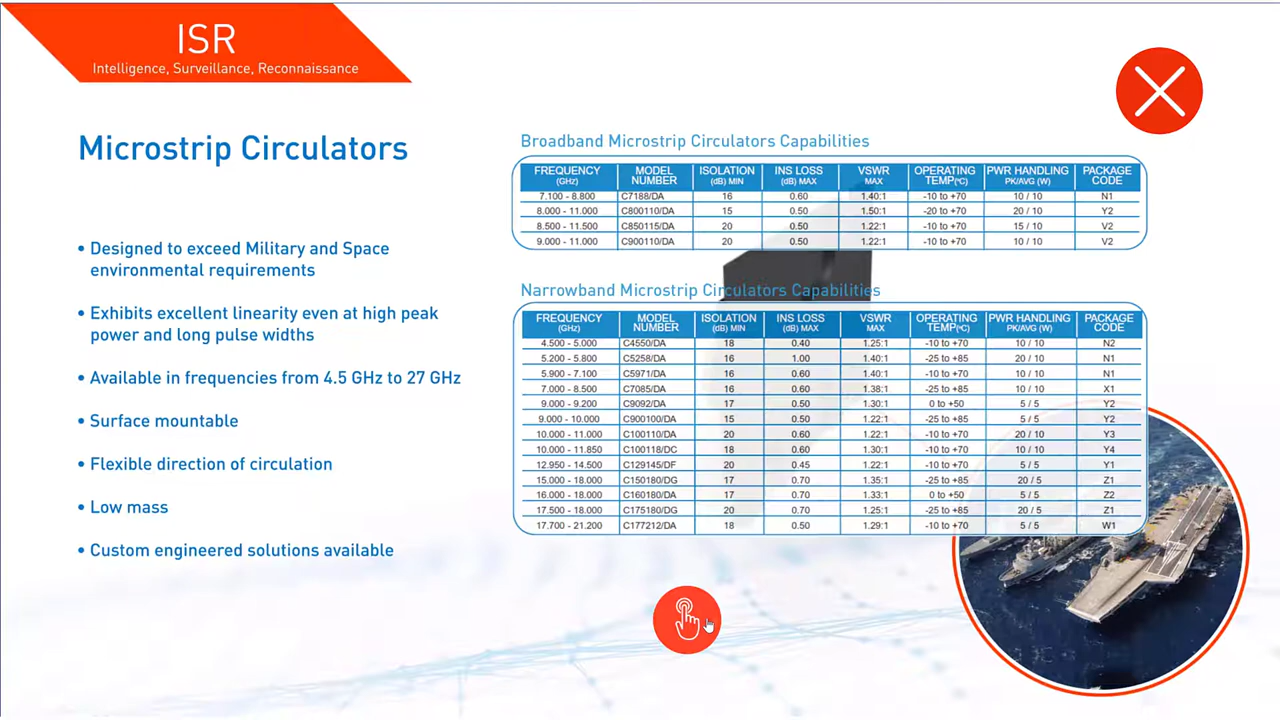 ISR
Intelligence, Surveillance, Reconnaissance
Microstrip Circulators
• Designed to exceed Military and Space
environmental requirements
• Exhibits excellent linearity even at high peak
power and long pulse widths
• Available in frequencies from 4.5 GHz to 27 GHz
• Surface mountable
• Flexible direction of circulation
• Low mass
• Custom engineered solutions available
Broadband Microstrip Circulators Capabilities
FREQUENCY (GHz) MODEL NUMBER ISOLATION (dB) MIN INS LOSS (dB) MAX VSWR MAX OPERATING TEMP(ºC) PWR HANDLING PK/AVG (W) PACKAGE CODE
7.100 - 8.800 C7188/DA 16 0.60 1.40:1 -10 to +70 10 / 10 N1
8.000 - 11.000 C800110/DA 15 0.50 1.50:1 -20 to +70 20 / 10 Y2
8.500 - 11.500 C850115/DA 20 0.50 1.22:1 -10 to +70 15 / 10 V2
9.000 - 11.000 C900110/DA 20 0.50 1.22:1 -10 to +70 10 / 10 V2
Narrowband Microstrip Circulators Capabilities
FREQUENCY (GHz) MODEL NUMBER ISOLATION (dB) MIN INS LOSS (dB) MAX VSWR MAX OPERATING TEMP(ºC) PWR HANDLING PK/AVG (W) PACKAGE CODE
4.500 - 5.000 C4550/DA 18 0.40 1.25:1 -10 to +70 10 / 10 N2
5.200 - 5.800 C5258/DA 16 1.00 1.40:1 -25 to +85 20 / 10 N1
5.900 - 7.100 C5971/DA 16 0.60 1.40:1 -10 to +70 10 / 10 N1
7.000 - 8.500 C7085/DA 16 0.60 1.38:1 -25 to +85 10 / 10 X1
9.000 - 9.200 C9092/DA 17 0.50 1.30:1 0 to +50 5 / 5 Y2
9.000 - 10.000 C900100/DA 15 0.50 1.22:1 -25 to +85 5 / 5 Y2
10.000 - 11.000 C100110/DA 20 0.60 1.22:1 -10 to +70 20 / 10 Y3
10.000 - 11.850 C100118/DC 18 0.60 1.30:1 -10 to +70 10 / 10 Y4
12.950 - 14.500 C129145/DF 20 0.45 1.22:1 -10 to +70 5 / 5 Y1
15.000 - 18.000 C150180/DG 17 0.70 1.35:1 -25 to +85 20 / 5 Z1
16.000 - 18.000 C160180/DA 17 0.70 1.33:1 0 to +50 5 / 5 Z2
17.500 - 18.000 C175180/DG 20 0.70 1.25:1 -25 to +85 20 / 5 Z1
17.700 - 21.200 C177212/DA 18 0.50 1.29:1 -10 to +70 5 / 5 W1